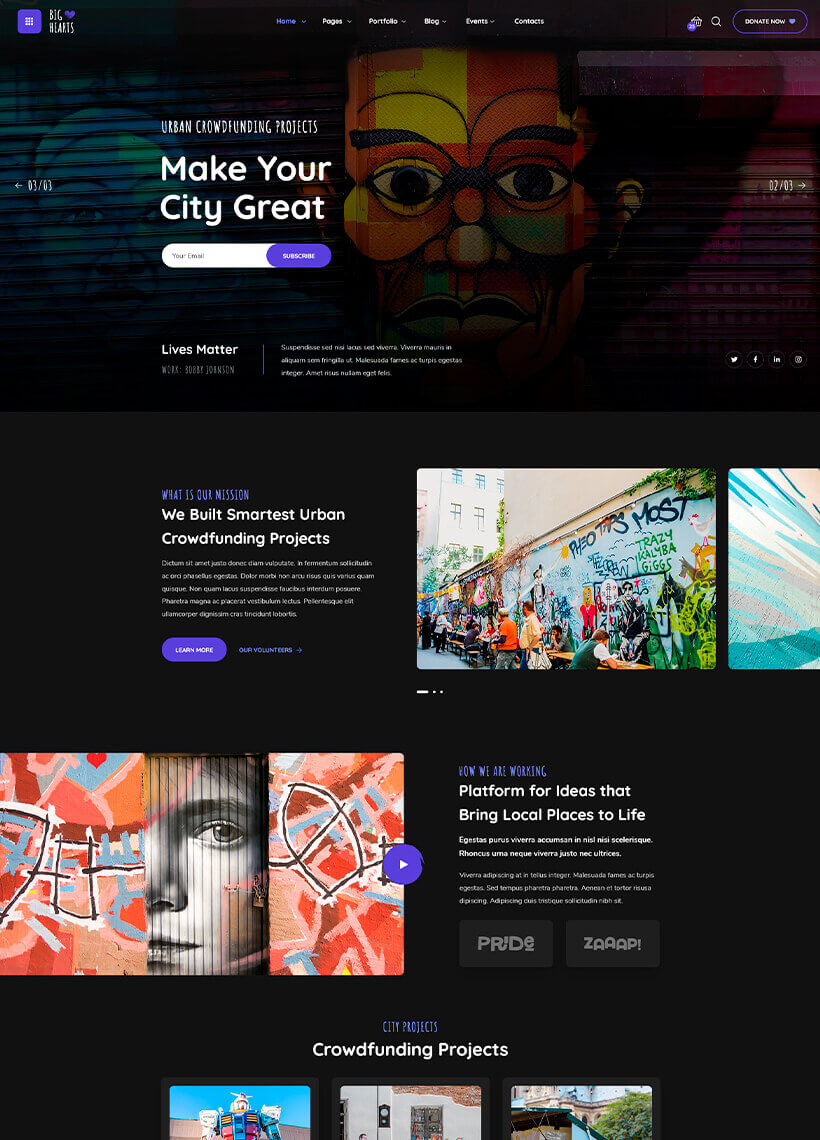 BIG
HEARTS
Home
Pages
Portfolio
Blog
Events
Contacts
25
DONATE NOW
URBAN CROWDFUNDING PROJECTS
Make Your
City Great
03/03
02/03
Your Email
SUBSCRIBE
Lives Matter
WORK: BOBBY JOHNSON
Suspendisse sed nisi lacus sed viverra. Viverra mauris in
aliquam sem fringilla ut. Malesuada fames ac turpis egestas
integer. Amet risus nullam eget felis.
WHAT IS OUR MISSION
We Built Smartest Urban
Crowdfunding Projects
Dictum sit amet justo donec diam vulputate. In fermentum sollicitudin
ac orci phasellus egestas. Dolor morbi non arcu risus quis varius quam
quisque. Non quam lacus suspendisse faucibus interdum posuere.
Pharetra magna ac placerat vestibulum lectus. Pellentesque elit
ullamcorper dignissim cras tincidunt lobortis.
LEARN MORE
OUR VOLUNTEERS
MOST
TRAZY
KALMBA
GIGGS
HOW WE ARE WORKING
Platform for Ideas that
Bring Local Places to Life
Egestas purus viverra accumsan in nisl nisi scelerisque.
Rhoncus urna neque viverra justo nec ultrices.
Viverra adipiscing at in tellus integer. Malesuada fames ac turpis
egestas. Sed tempus pharetra pharetra. Aenean et tortor risusa
dipiscing. Adipiscing duis tristique sollicitudin nibh sit.
PRIDE
ZAAAP!
CITY PROJECTS
Crowdfunding Projects